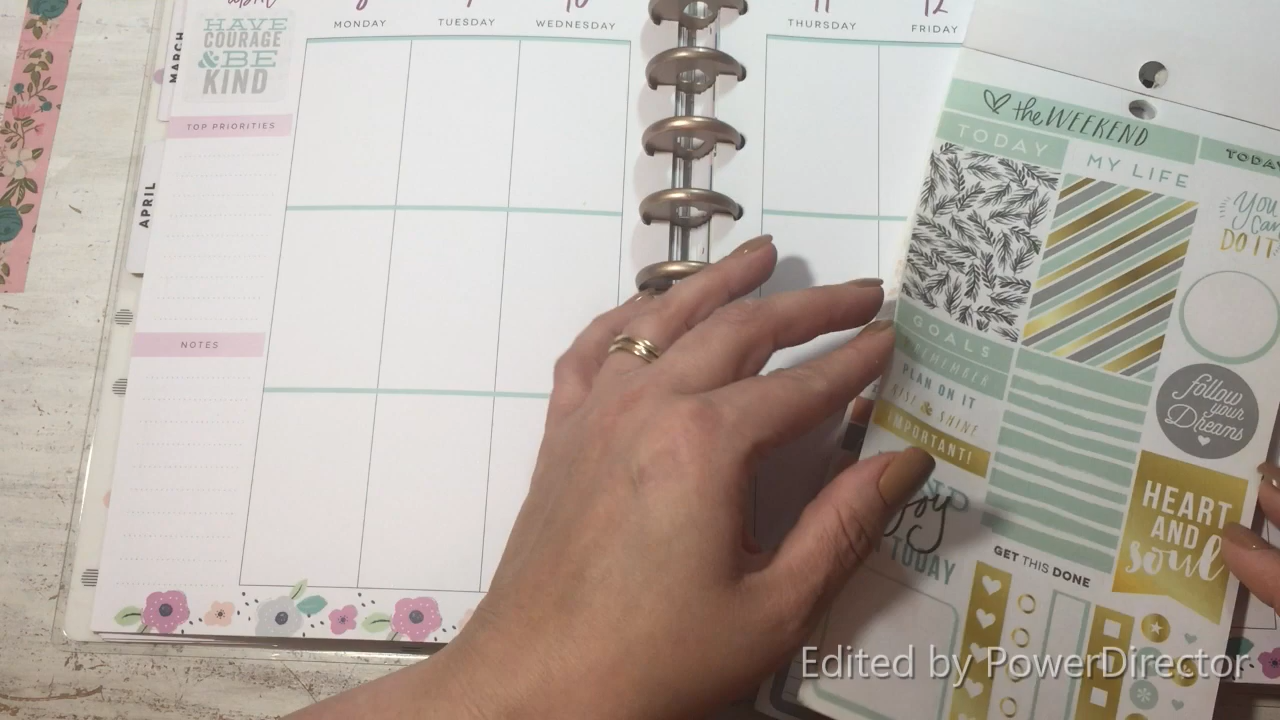 april
MONDAY
TUESDAY
WEDNESDAY
11
THURSDAY
12
FRIDAY
MARCH
APRIL
HAVE
COURAGE
& BE
KIND
TOP PRIORITIES
NOTES
the WEEKEND
TODAY
MY LIFE
TODAY
You
can
DO IT
GOALS
REMEMBER
PLAN ON IT
RISE & SHINE
IMPORTANT!
TODAY
GET THIS DONE
follow
your
Dreams
HEART
AND
soul
Edited by PowerDirector